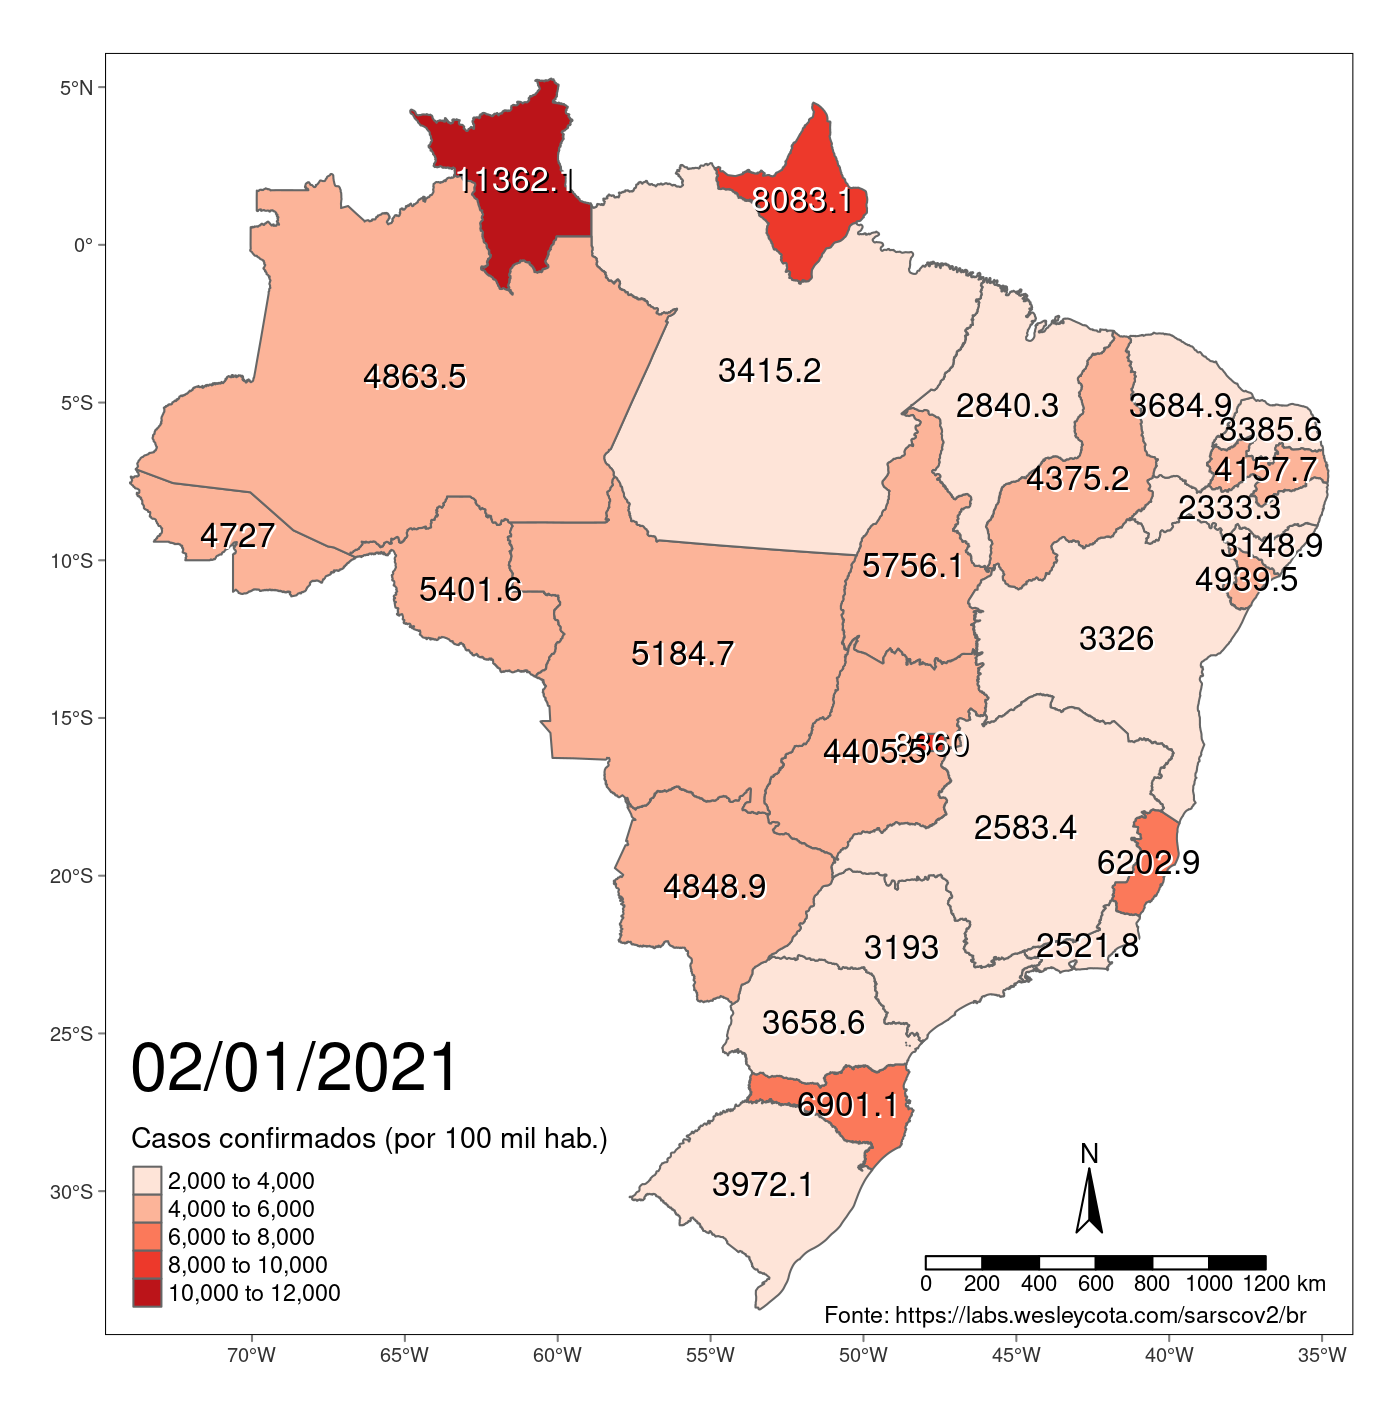 5°N
0°
5°S
10°S
15°S
20°S
25°S
30°S
11362.1
8083.1
4863.5
3415.2
2840.3
3684.9
3385.6
4375.2
4157.7
2333.3
4727
3148.9
5401.6
5756.1
4939.5
5184.7
3326
4405.5
8360
2583.4
6202.9
4848.9
3193
2521.8
3658.6
6901.1
3972.1
02/01/2021
Casos confirmados (por 100 mil hab.)
2,000 to 4,000
4,000 to 6,000
6,000 to 8,000
8,000 to 10,000
10,000 to 12,000
N
0 200 400 600 800 1000 1200 km
Fonte: https://labs.wesleycota.com/sarscov2/br
70°W 65°W 60°W 55°W 50°W 45°W 40°W 35°W